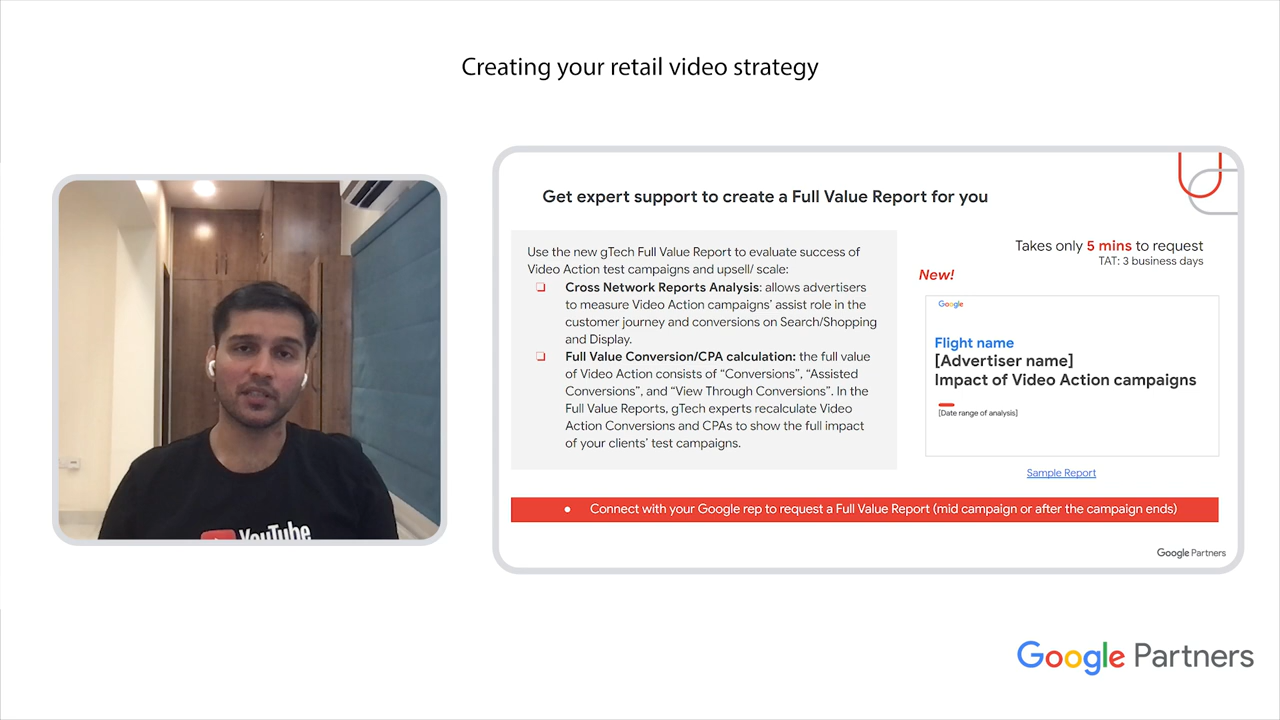 Creating your retail video strategy
YouTube
Get expert support to create a Full Value Report for you
Use the new gTech Full Value Report to evaluate success of
Video Action test campaigns and upsell/ scale:
Cross Network Reports Analysis: allows advertisers
to measure Video Action campaigns' assist role in the
customer journey and conversions on Search/Shopping
and Display.
Full Value Conversion/CPA calculation: the full value
of Video Action consists of “Conversions”, “Assisted
Conversions”, and “View Through Conversions”. In the
Full Value Reports, gTech experts recalculate Video
Action Conversions and CPAs to show the full impact
of your clients' test campaigns.
Takes only 5 mins to request
TAT: 3 business days
New!
Google
Flight name
[Advertiser name]
Impact of Video Action campaigns
[Date range of analysis]
Sample Report
● Connect with your Google rep to request a Full Value Report (mid campaign or after the campaign ends)
Google Partners
Google Partners